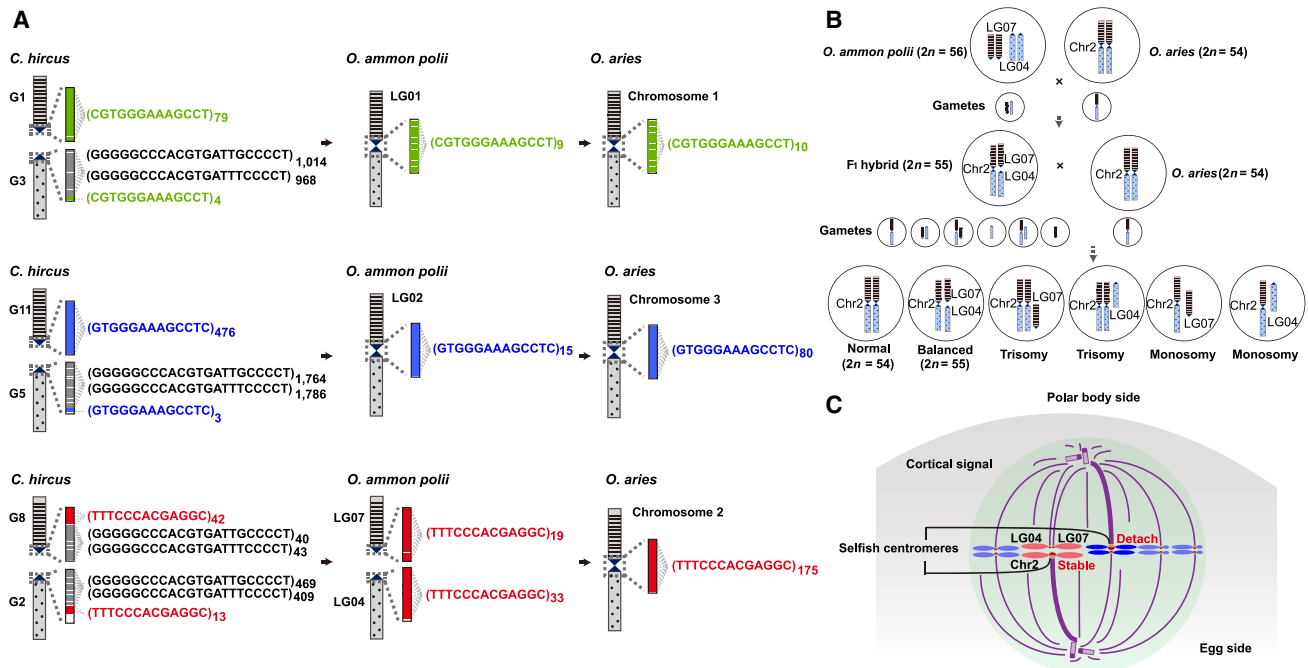 A
C. hircus
O. ammon polii
O. aries
G1
(CGTGGGAAAGCCT)79
(GGGGGCCCACGTGATTGCCCCT)1,014
(GGGGGCCCACGTGATTTCCCCT)968
G3
(CGTGGGAAAGCCT)4
LG01
(CGTGGGAAAGCCT)9
Chromosome 1
(CGTGGGAAAGCCT)10
C. hircus
O. ammon polii
O. aries
G11
(GTGGGAAAGCCTC)476
(GGGGGCCCACGTGATTGCCCCT)1,764
(GGGGGCCCACGTGATTTCCCCT)1,786
G5
(GTGGGAAAGCCTC)3
LG02
(GTGGGAAAGCCTC)15
Chromosome 3
(GTGGGAAAGCCTC)80
C. hircus
O. ammon polii
O. aries
G8
(TTTCCCACGAGGC)42
(GGGGGCCCACGTGATTGCCCCT)40
(GGGGGCCCACGTGATTTCCCCT)43
G2
(GGGGGCCCACGTGATTGCCCCT)469
(GGGGGCCCACGTGATTTCCCCT)409
(TTTCCCACGAGGC)13
LG07
(TTTCCCACGAGGC)19
LG04
(TTTCCCACGAGGC)33
Chromosome 2
(TTTCCCACGAGGC)175
B
O. ammon polii (2n = 56)
LG07
LG04
Chr2
O. aries (2n = 54)
×
Gametes
F1 hybrid (2n = 55)
Chr2
LG07
LG04
×
Chr2
O. aries (2n = 54)
Gametes
Chr2
Chr2
LG07
LG04
Chr2
LG07
Chr2
LG04
Chr2
LG07
Chr2
LG04
Normal
(2n = 54)
Balanced
(2n = 55)
Trisomy
Trisomy
Monosomy
Monosomy
C
Polar body side
Cortical signal
Selfish centromeres
LG04
LG07
Detach
Chr2
Stable
Egg side